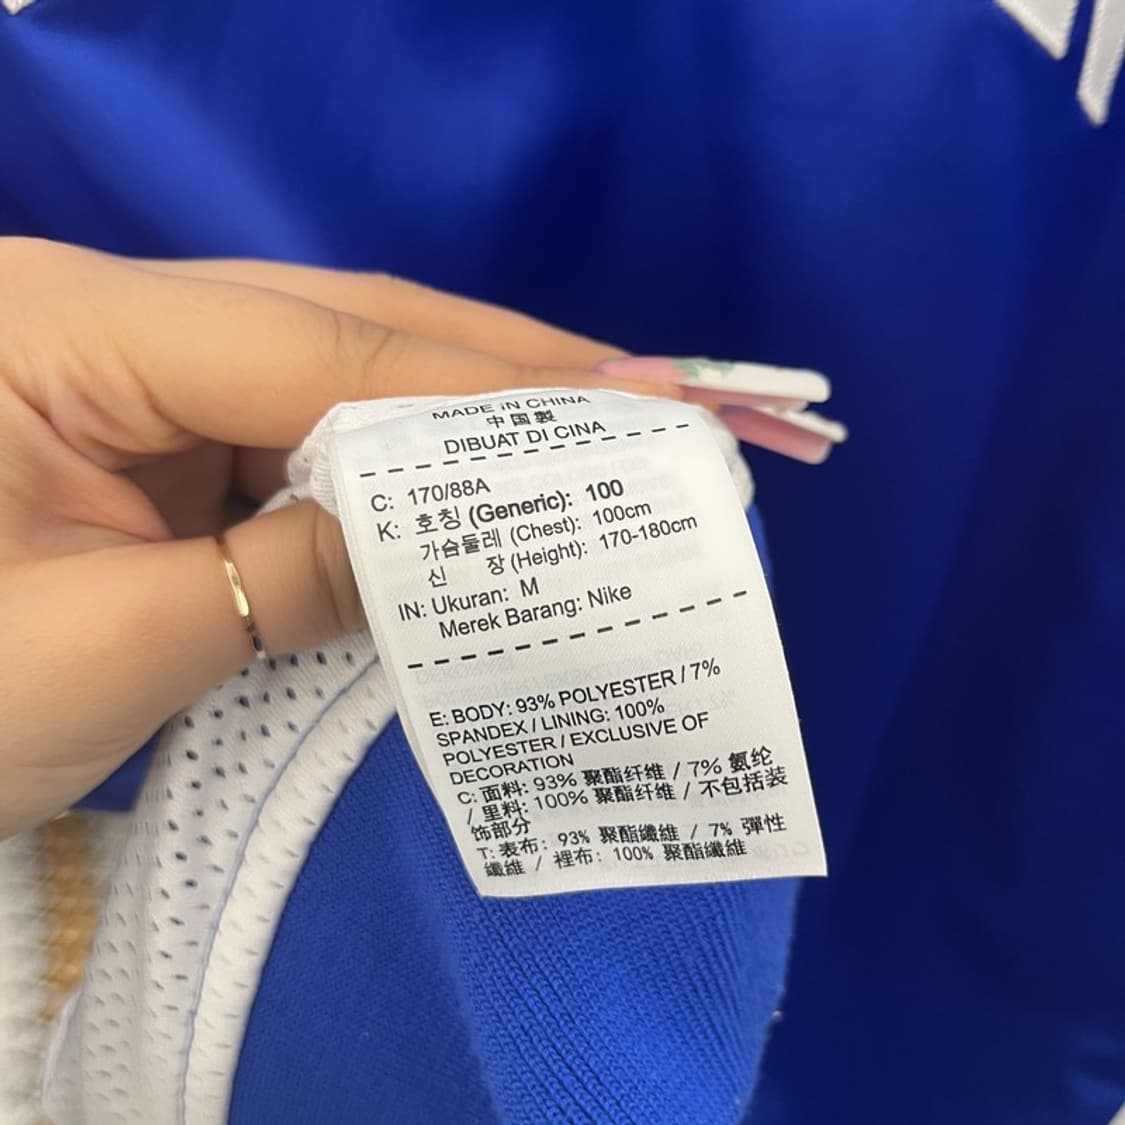 MADE IN CHINA
中国製
DIBUAT DI CINA
C: 170/88A
K: 호칭 (Generic): 100
가슴둘레 (Chest): 100cm
신 장 (Height): 170-180cm
IN: Ukuran: M
Merek Barang: Nike
E: BODY: 93% POLYESTER / 7%
SPANDEX / LINING: 100%
POLYESTER / EXCLUSIVE OF
DECORATION
C: 面料: 93% 聚酯纤维 / 7% 氨纶
/ 里料: 100% 聚酯纤维 / 不包括装
饰部分
T: 表布: 93% 聚酯纖維 / 7% 彈性
纖維 / 裡布: 100% 聚酯纖維